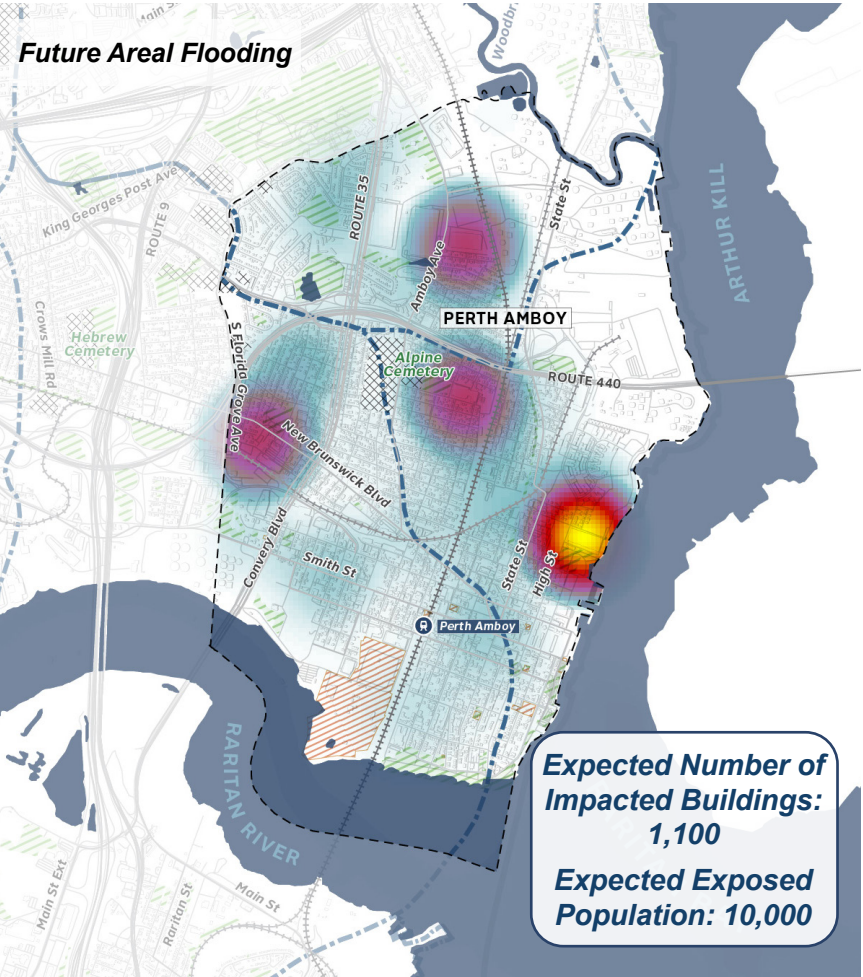 Main St
Future Areal Flooding
Woodbr
King Georges Post Ave
ROUTE 9
ROUTE 35
State St
ARTHUR KILL
Amboy Ave
PERTH AMBOY
Crows Mill Rd
Hebrew
Cemetery
S Florida Grove Ave
Alpine
Cemetery
ROUTE 440
New Brunswick Blvd
Convery Blvd
Smith St
State St
High St
Perth Amboy
RARITAN RIVER
Expected Number of
Impacted Buildings:
1,100
Expected Exposed
Population: 10,000
Main St Ext
Raritan St
Main St